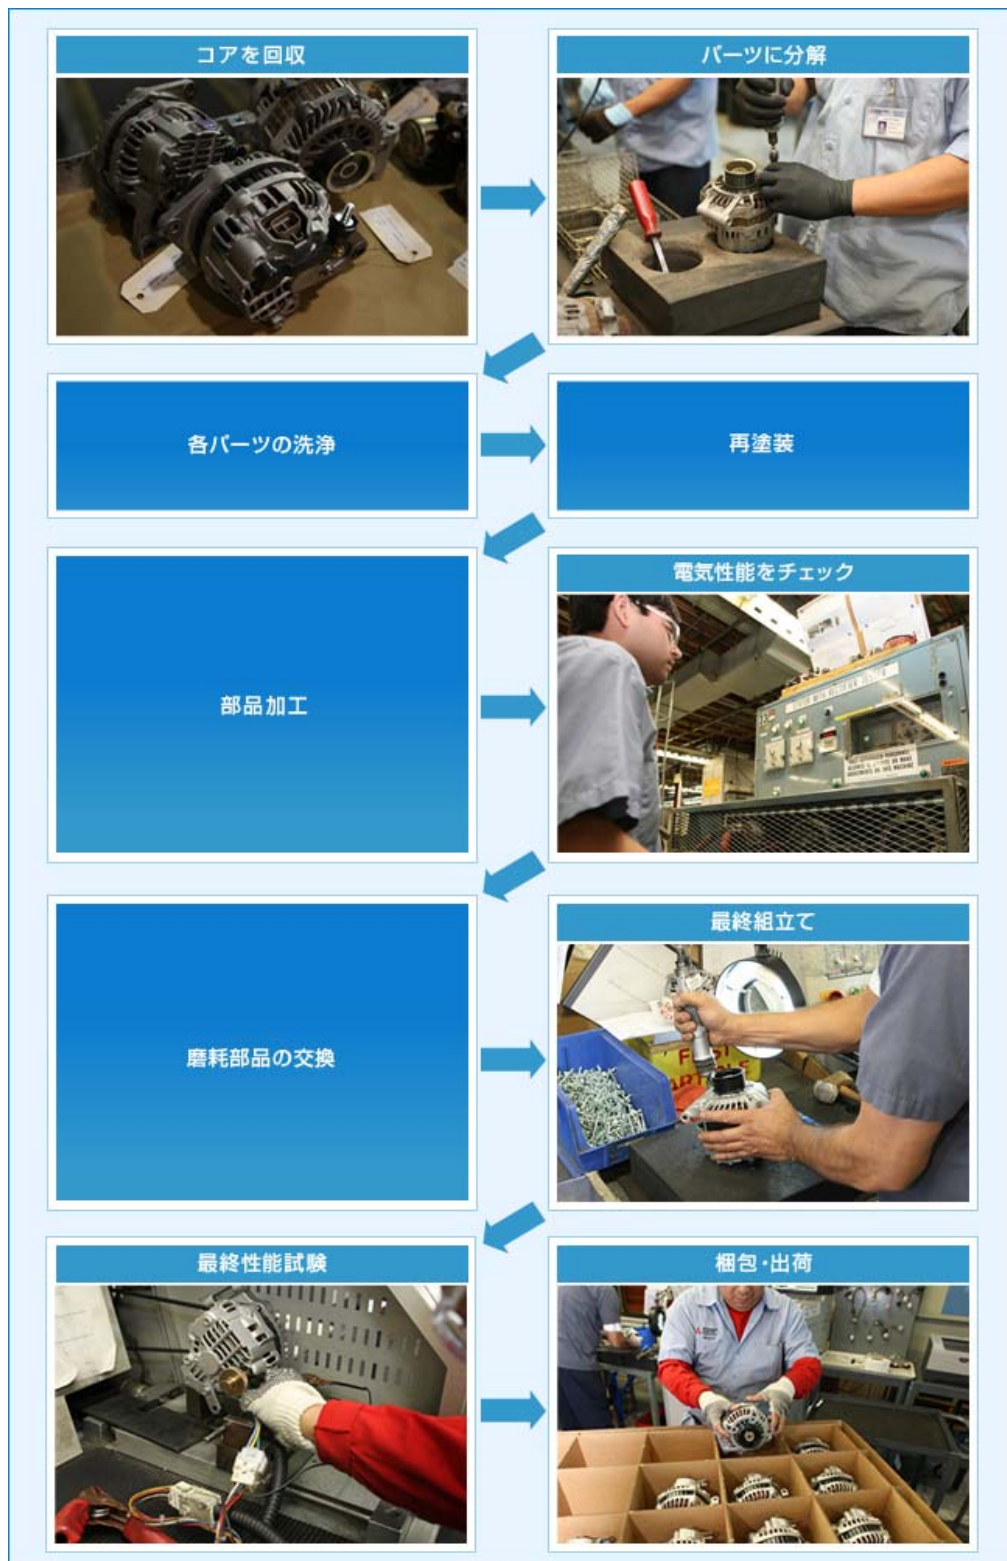 コアを回収
パーツに分解
各パーツの洗浄
再塗装
部品加工
電気性能をチェック
磨耗部品の交換
最終組立て
FIRST
ARTICLE
最終性能試験
梱包・出荷